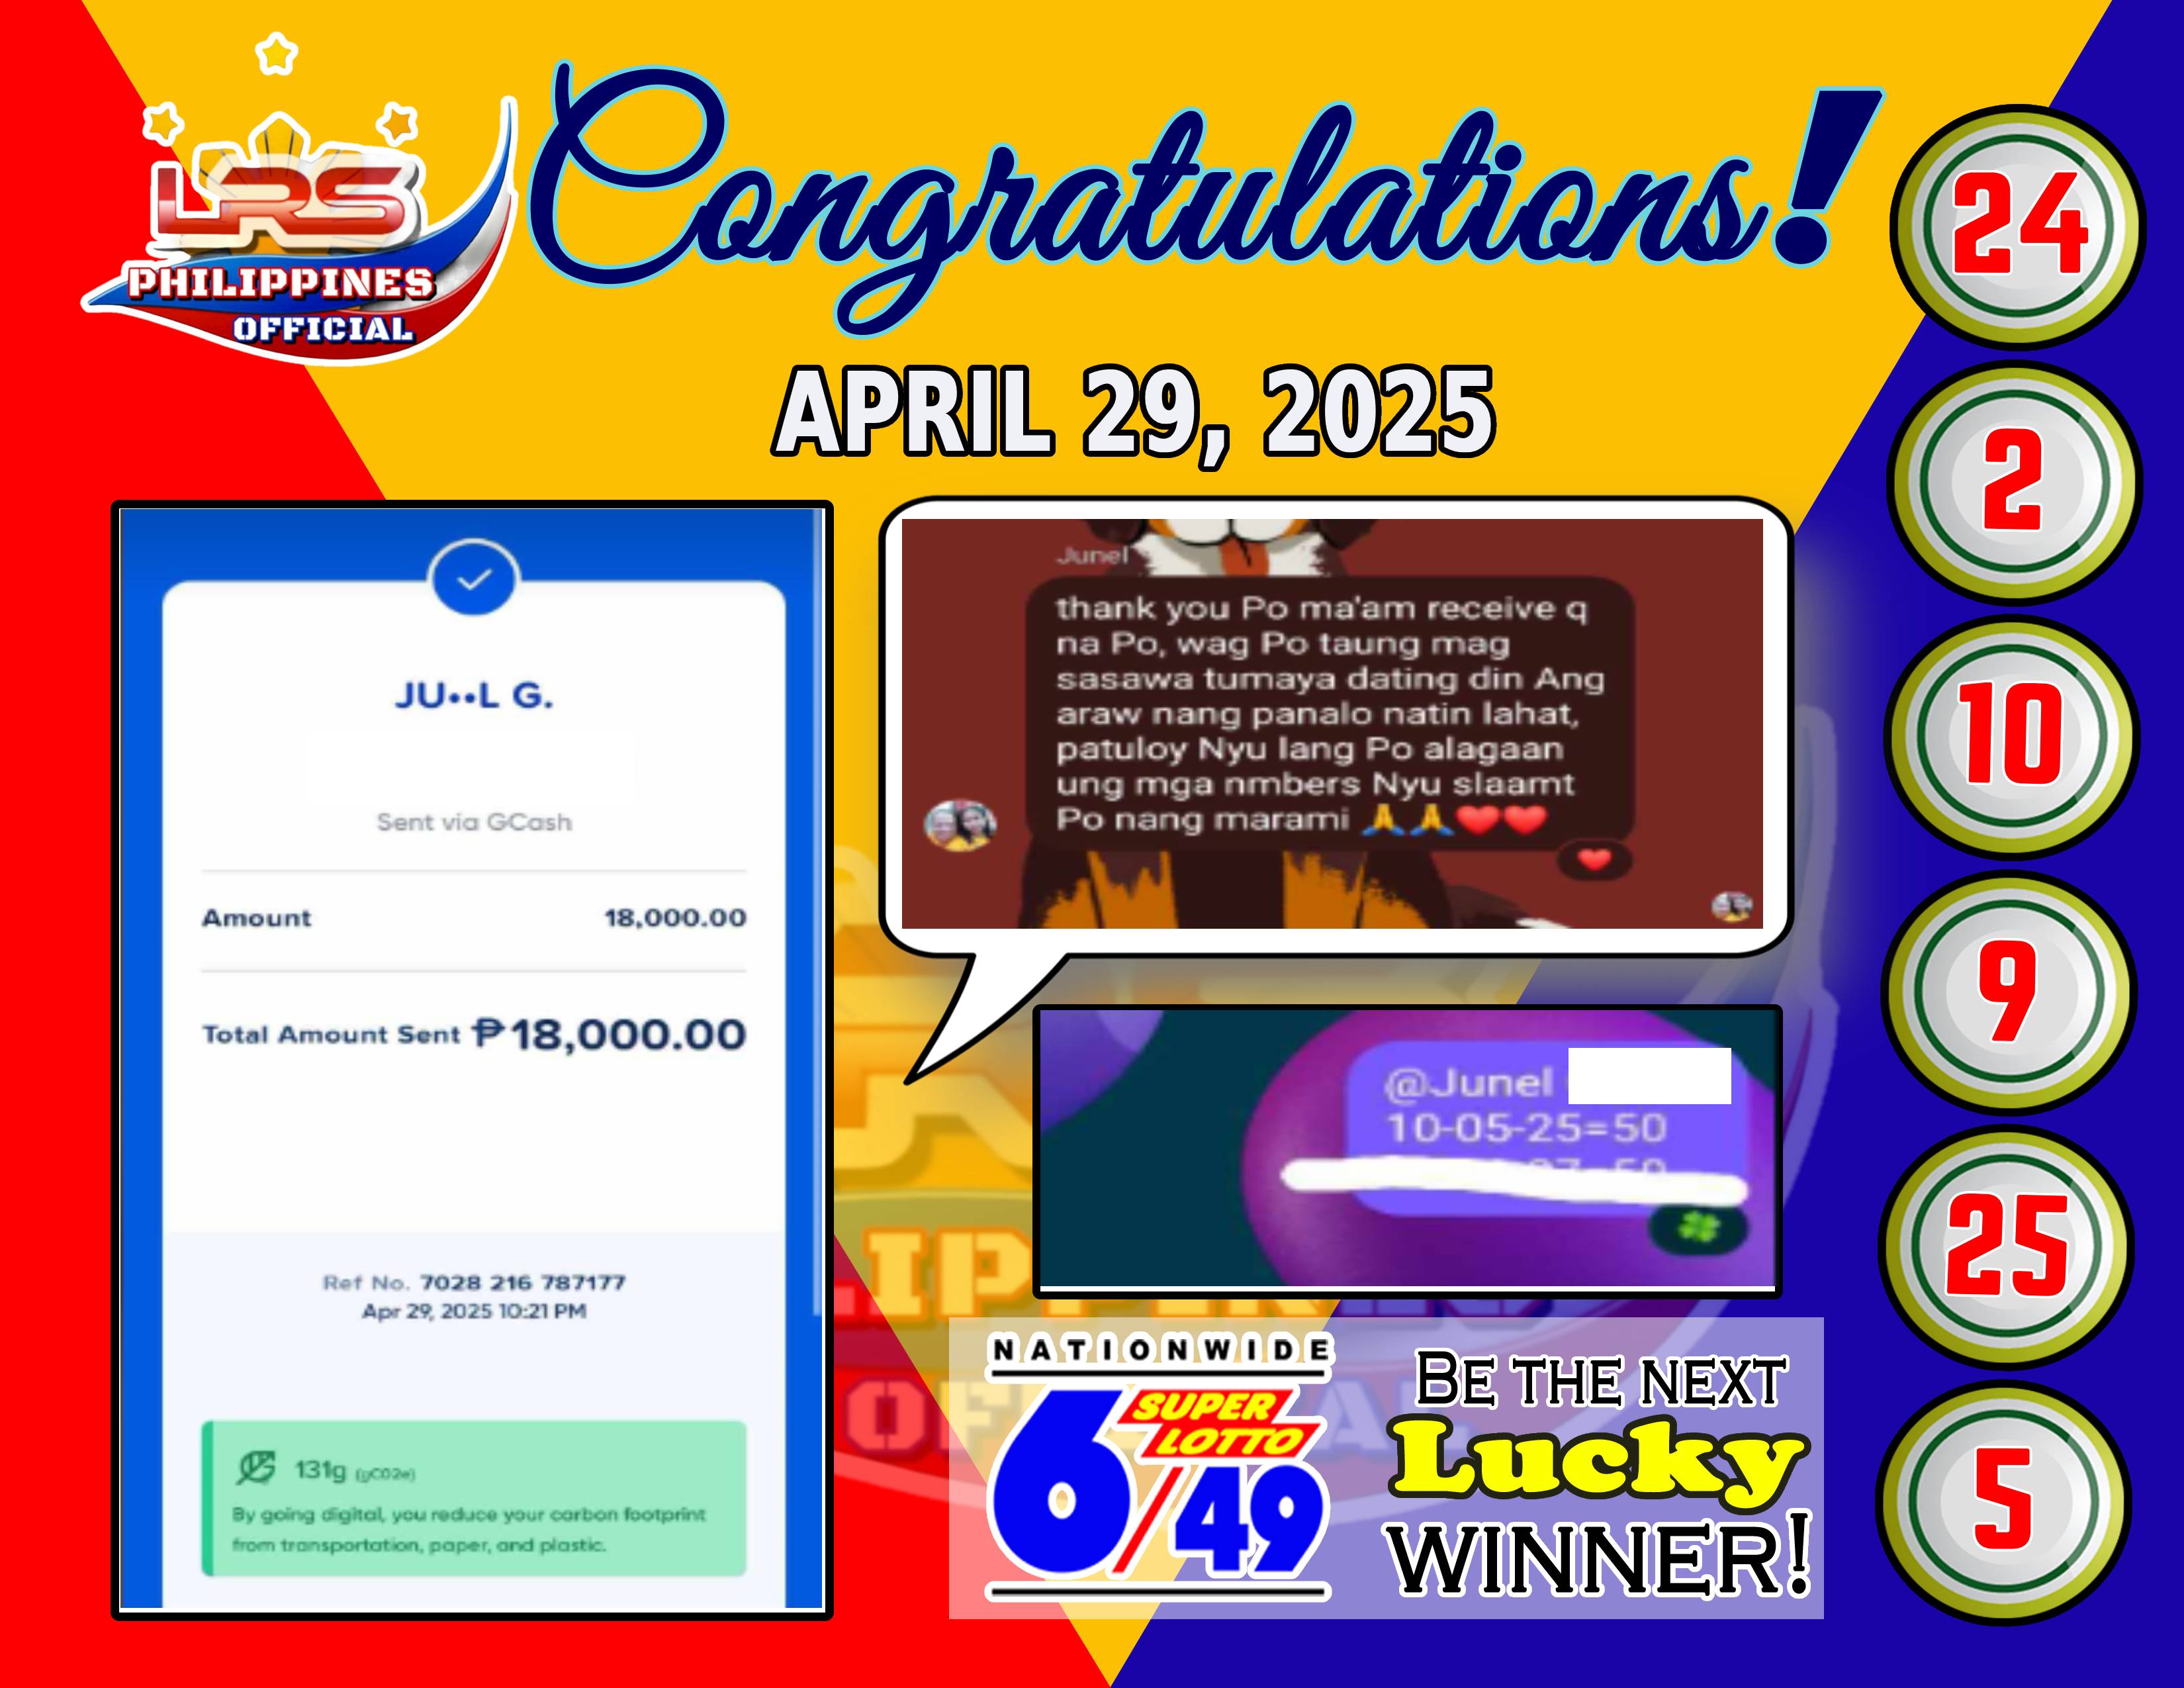 LRS
PHILIPPINES
OFFICIAL
Congratulations!
APRIL 29, 2025
JU••L G.
Sent via GCash
Amount 18,000.00
Total Amount Sent ₱18,000.00
Ref No. 7028 216 787177
Apr 29, 2025 10:21 PM
131g (gCO2e)
By going digital, you reduce your carbon footprint
from transportation, paper, and plastic.
Junel
thank you Po ma'am receive q
na Po, wag Po taung mag
sasawa tumaya dating din Ang
araw nang panalo natin lahat,
patuloy Nyu lang Po alagaan
ung mga nmbers Nyu slaamt
Po nang marami 🙏🙏❤️❤️
@Junel
10-05-25=50
NATIONWIDE
SUPER
LOTTO
6/49
BE THE NEXT
Lucky
WINNER!
24
2
10
9
25
5